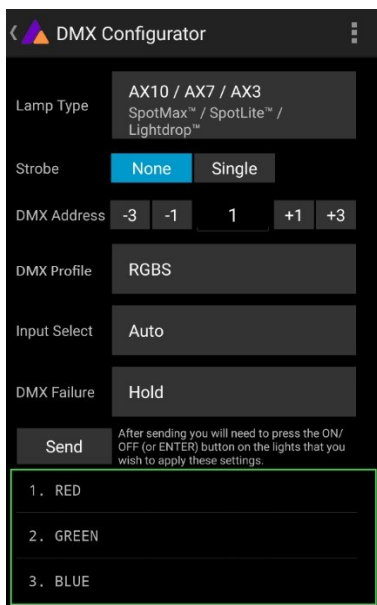 DMX Configurator
Lamp Type
AX10 / AX7 / AX3
SpotMax™ / SpotLite™ /
Lightdrop™
Strobe
None Single
DMX Address -3 -1 1 +1 +3
DMX Profile RGBS
Input Select Auto
DMX Failure Hold
Send
After sending you will need to press the ON/
OFF (or ENTER) button on the lights that you
wish to apply these settings.
1. RED
2. GREEN
3. BLUE